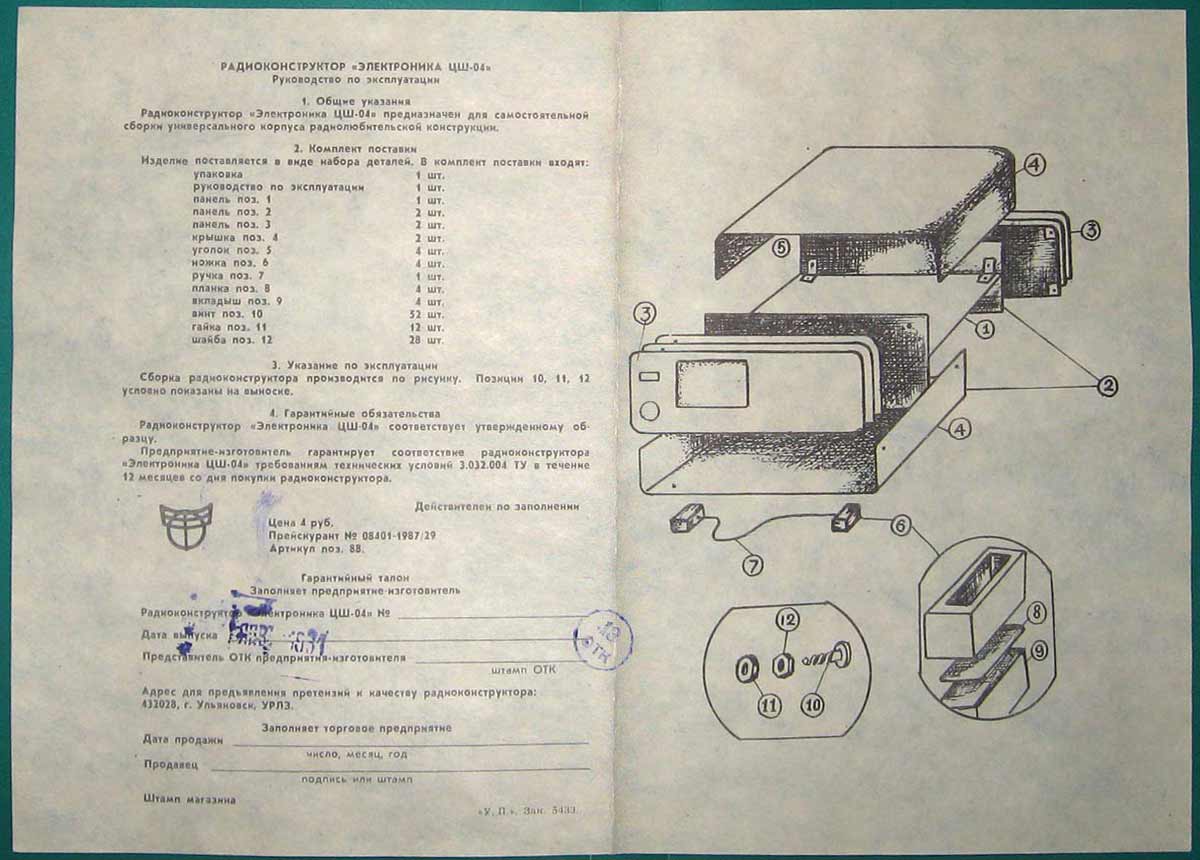 РАДИОКОНСТРУКТОР «ЭЛЕКТРОНИКА ЦШ-04»
Руководство по эксплуатации
1. Общие указания
Радиоконструктор «Электроника ЦШ-04» предназначен для самостоятельной
сборки универсального корпуса радиолюбительской конструкции.
2. Комплект поставки
Изделие поставляется в виде набора деталей. В комплект поставки входят:
упаковка 1 шт.
руководство по эксплуатации 1 шт.
панель поз. 1 1 шт.
панель поз. 2 2 шт.
панель поз. 3 2 шт.
крышка поз. 4 2 шт.
уголок поз. 5 4 шт.
ножка поз. 6 4 шт.
ручка поз. 7 1 шт.
планка поз. 8 4 шт.
вкладыш поз. 9 4 шт.
винт поз. 10 52 шт.
гайка поз. 11 12 шт.
шайба поз. 12 28 шт.
3. Указание по эксплуатации
Сборка радиоконструктора производится по рисунку. Позиции 10, 11, 12
условно показаны на выноске.
4. Гарантийные обязательства
Радиоконструктор «Электроника ЦШ-04» соответствует утвержденному об-
разцу.
Предприятие-изготовитель гарантирует соответствие радиоконструктора
«Электроника ЦШ-04» требованиям технических условий 3.032.004 ТУ в течение
12 месяцев со дня покупки радиоконструктора.
Действителен по заполнении
Цена 4 руб.
Прейскурант № 08401-1987/29
Артикул поз. 88.
Гарантийный талон
Заполняет предприятие-изготовитель
Радиоконструктор «Электроника ЦШ-04» №
Дата выпуска
Представитель ОТК предприятия-изготовителя
штамп ОТК
13
ОТК
Адрес для предъявления претензий к качеству радиоконструктора:
432028, г. Ульяновск, УРЛЗ.
Заполняет торговое предприятие
Дата продажи
число, месяц, год
Продавец
подпись или штамп
Штамп магазина
«У. П.». Зак. 5433.
4
3
5
1
3
2
4
6
7
8
9
12
11
10